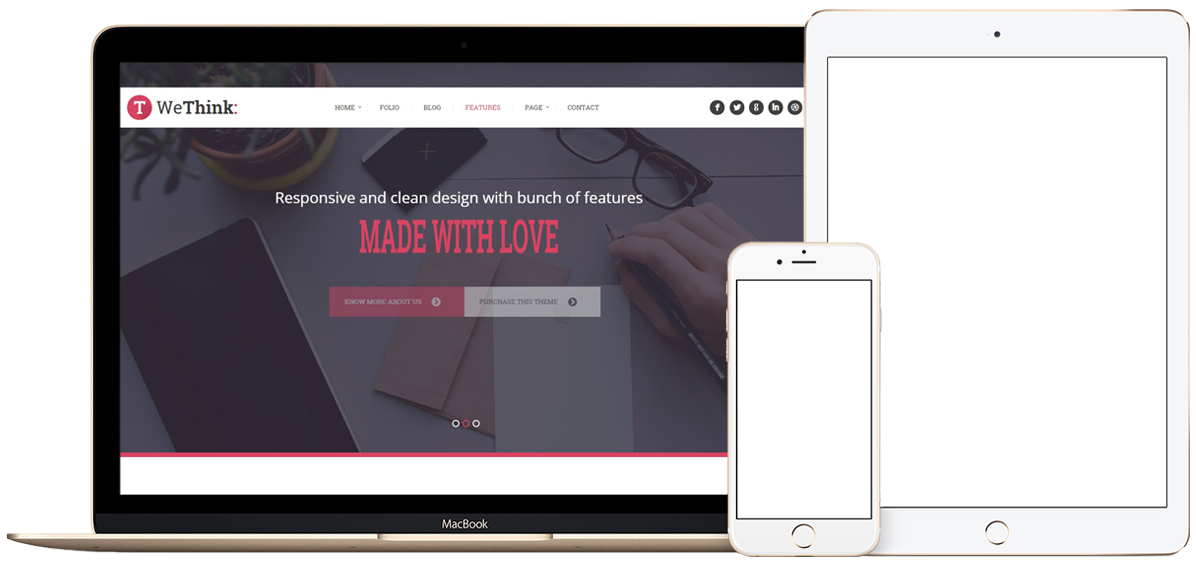 T WeThink:
HOME FOLIO BLOG FEATURES PAGE CONTACT
Responsive and clean design with bunch of features
MADE WITH LOVE
KNOW MORE ABOUT US PURCHASE THIS THEME
MacBook